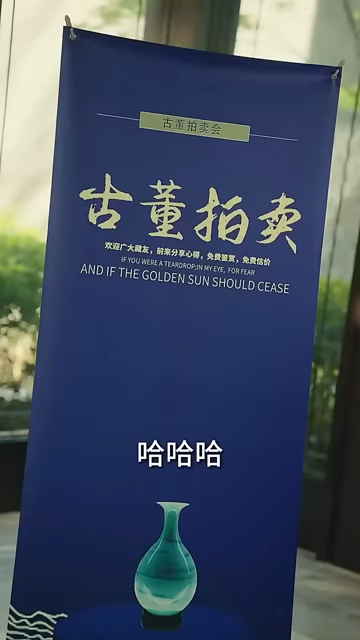 古董拍卖会
古董拍卖
欢迎广大藏友，前来分享心得，免费鉴赏，免费估价
IF YOU WERE A TEARDROP;IN MY EYE, FOR FEAR
AND IF THE GOLDEN SUN SHOULD CEASE
哈哈哈